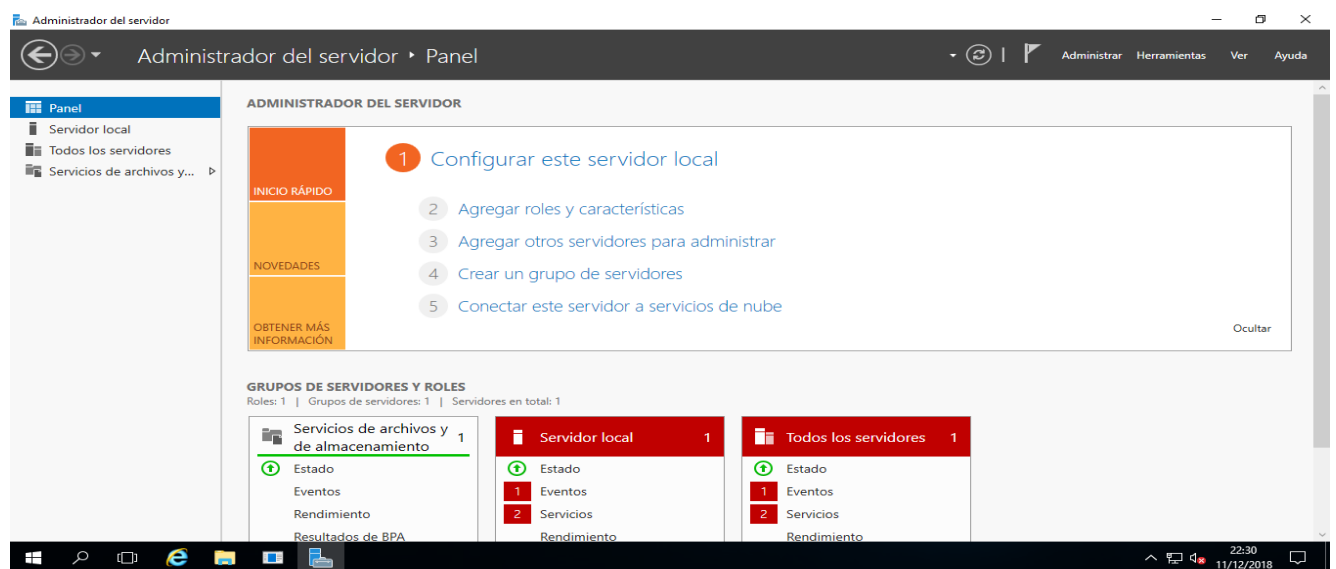 Administrador del servidor
Administrador del servidor ‣ Panel
Administrar Herramientas Ver Ayuda
Panel
Servidor local
Todos los servidores
Servicios de archivos y...
ADMINISTRADOR DEL SERVIDOR
INICIO RÁPIDO
NOVEDADES
OBTENER MÁS
INFORMACIÓN
1 Configurar este servidor local
2 Agregar roles y características
3 Agregar otros servidores para administrar
4 Crear un grupo de servidores
5 Conectar este servidor a servicios de nube
Ocultar
GRUPOS DE SERVIDORES Y ROLES
Roles: 1 | Grupos de servidores: 1 | Servidores en total: 1
Servicios de archivos y
de almacenamiento 1
Estado
Eventos
Rendimiento
Resultados de BPA
Servidor local 1
Estado
1 Eventos
2 Servicios
Rendimiento
Todos los servidores 1
Estado
1 Eventos
2 Servicios
Rendimiento
22:30
11/12/2018